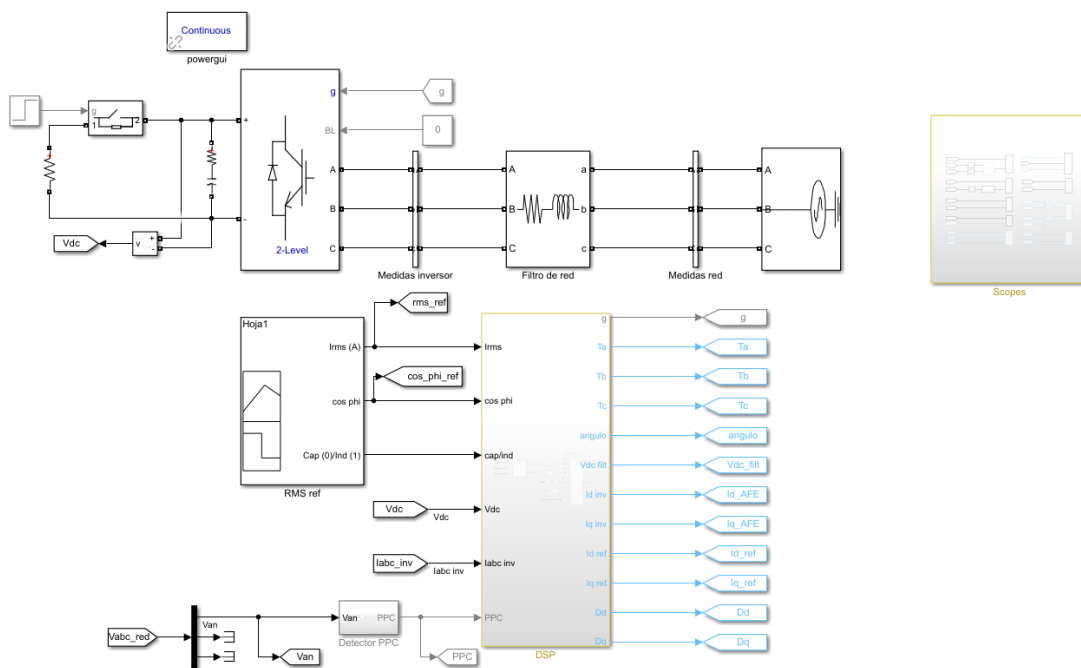 Continuous
powergui
g
1
2
+
-
g
BL
A
B
C
2-Level
g
0
Vdc
v
+
-
Medidas inversor
A
B
C
a
b
c
Filtro de red
Medidas red
A
B
C
Scopes
Hoja1
Irms (A)
cos phi
Cap (0)/Ind (1)
RMS ref
rms_ref
cos_phi_ref
Vdc
Vdc
Iabc_inv
Iabc inv
Irms
cos phi
cap/ind
Vdc
Iabc inv
PPC
g
Ta
Tb
Tc
angulo
Vdc filt
Id inv
Iq inv
Id ref
Iq ref
Dd
Dq
DSP
g
Ta
Tb
Tc
angulo
Vdc_filt
Id_AFE
Iq_AFE
Id_ref
Iq_ref
Dd
Dq
Vabc_red
Van
Van
Van
PPC
Detector PPC
PPC